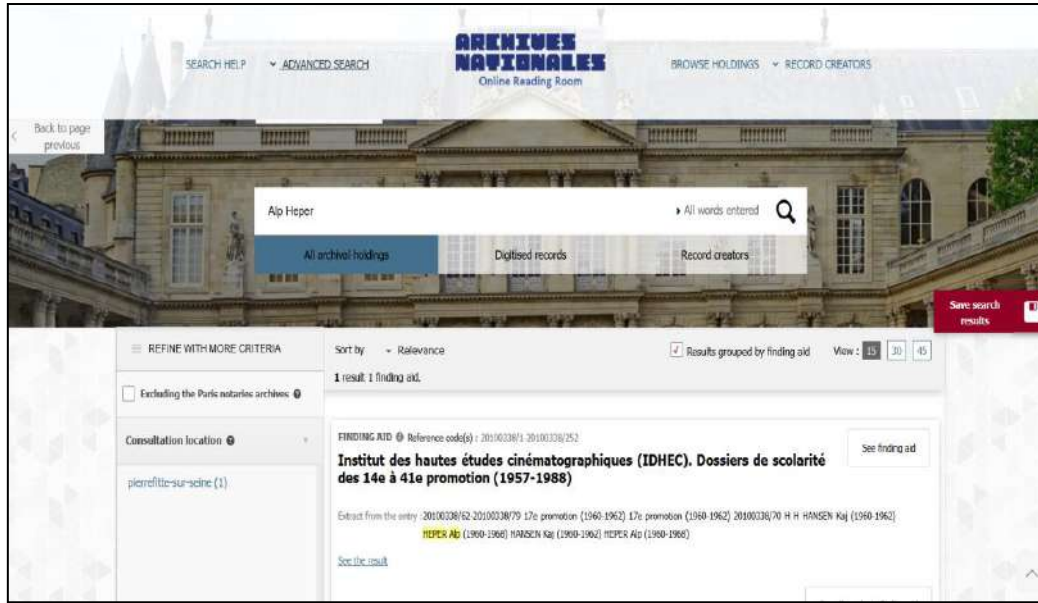 SEARCH HELP
ADVANCED SEARCH
ARCHIVES
NATIONALES
Online Reading Room
BROWSE HOLDINGS
RECORD CREATORS
Back to page
previous
Alp Heper
All words entered
All archival holdings
Digitised records
Record creators
Save search
results
REFINE WITH MORE CRITERIA
Sort by Relevance
Results grouped by finding aid
View : 15 30 45
1 result 1 finding aid.
Excluding the Paris notaries archives
Consultation location
pierrefitte-sur-seine (1)
FINDING AID Reference code(s) : 20100338/1-20100338/252
See finding aid
Institut des hautes études cinématographiques (IDHEC). Dossiers de scolarité
des 14e à 41e promotion (1957-1988)
Extract from the entry :20100338/62-20100338/79 17e promotion (1960-1962) 17e promotion (1960-1962) 20100338/70 H H HANSEN Kaj (1960-1962)
HEPER Alp (1960-1968) HANSEN Kaj (1960-1962) HEPER Alp (1960-1968)
See the result